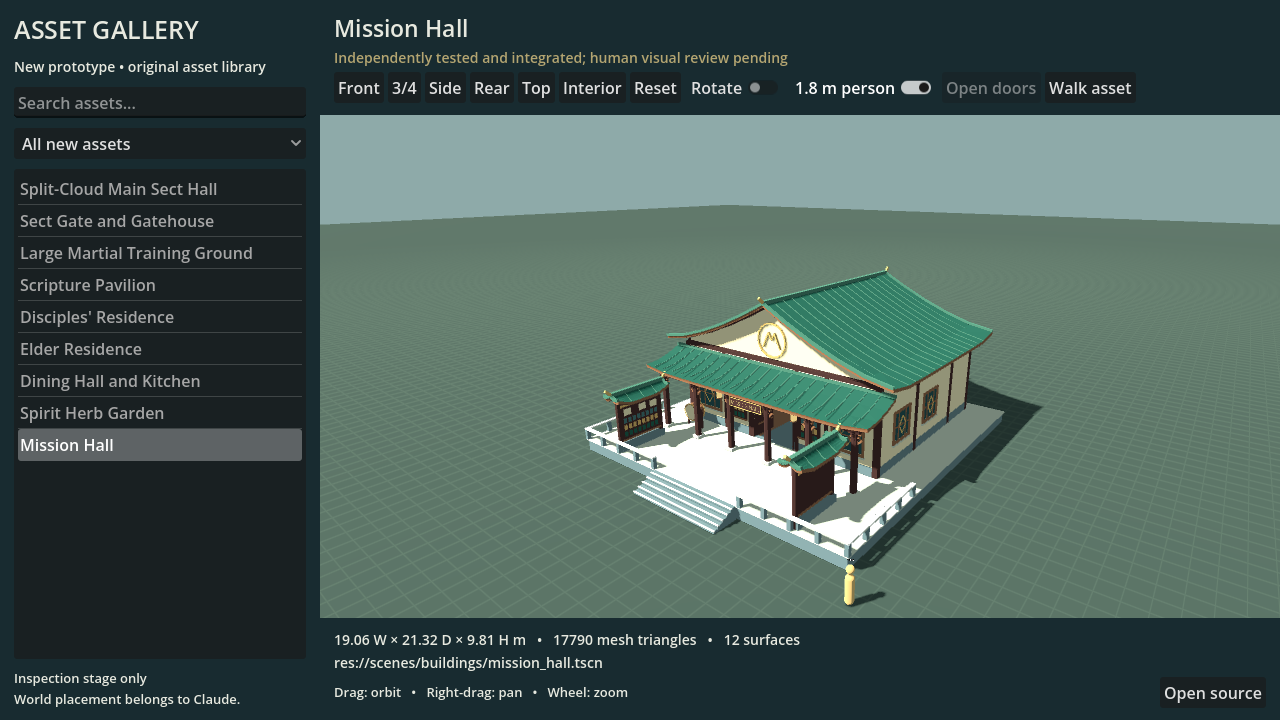 ASSET GALLERY
New prototype • original asset library
Search assets...
All new assets
Split-Cloud Main Sect Hall
Sect Gate and Gatehouse
Large Martial Training Ground
Scripture Pavilion
Disciples' Residence
Elder Residence
Dining Hall and Kitchen
Spirit Herb Garden
Mission Hall
Inspection stage only
World placement belongs to Claude.
Mission Hall
Independently tested and integrated; human visual review pending
Front 3/4 Side Rear Top Interior Reset Rotate 1.8 m person Open doors Walk asset
M
19.06 W × 21.32 D × 9.81 H m • 17790 mesh triangles • 12 surfaces
res://scenes/buildings/mission_hall.tscn
Drag: orbit • Right-drag: pan • Wheel: zoom
Open source